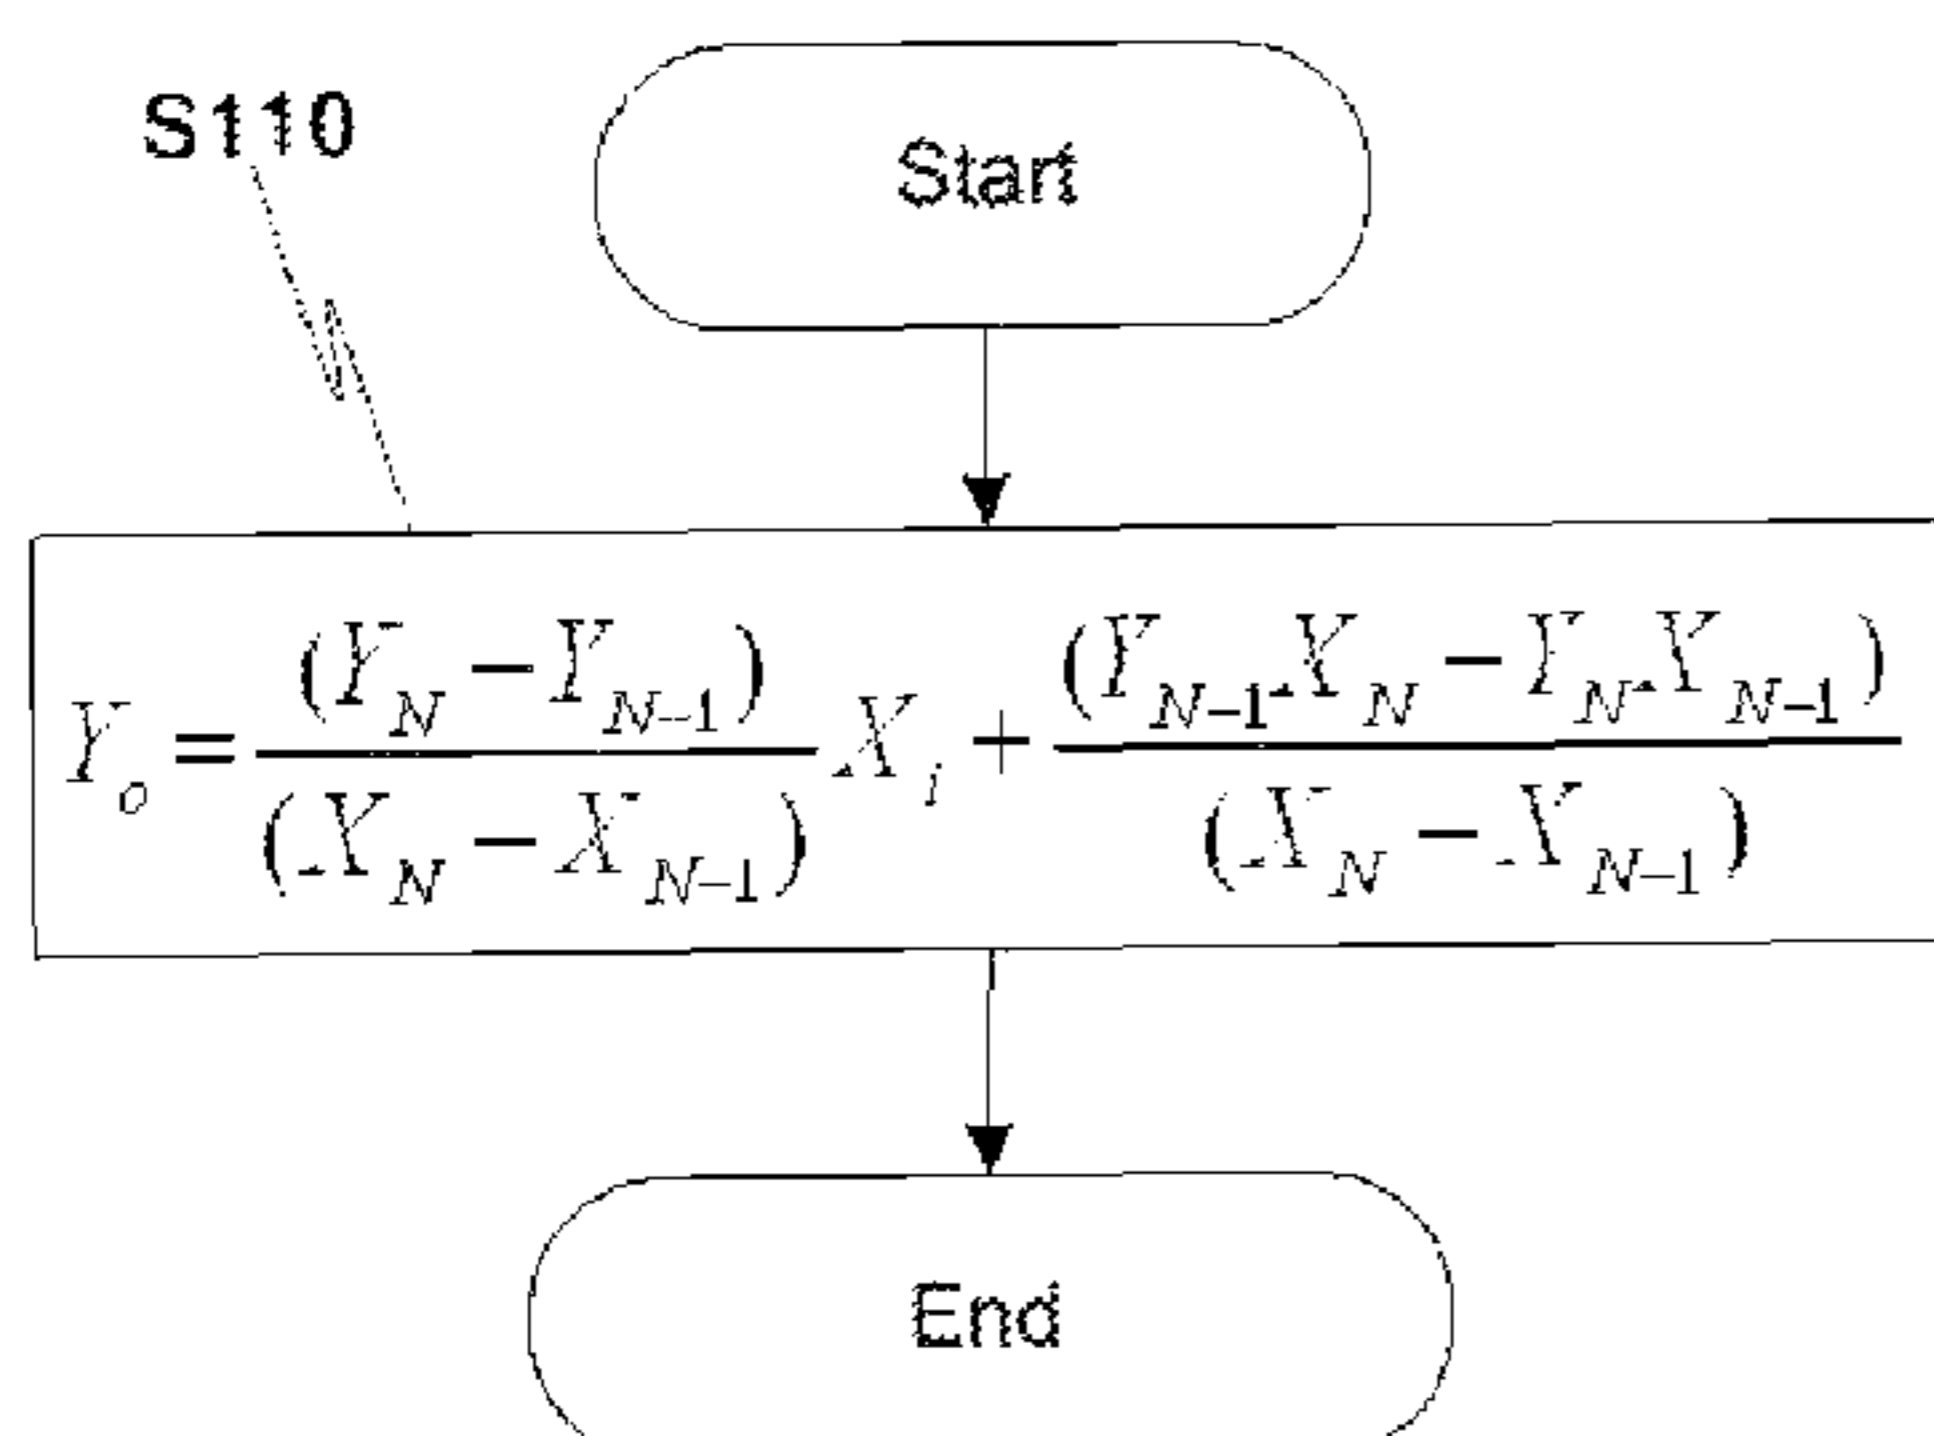 S110
Start
Y_o = (Y_N − Y_{N−1}) / (X_N − X_{N−1}) X_i + (Y_{N−1} X_N − Y_N X_{N−1}) / (X_N − X_{N−1})
End